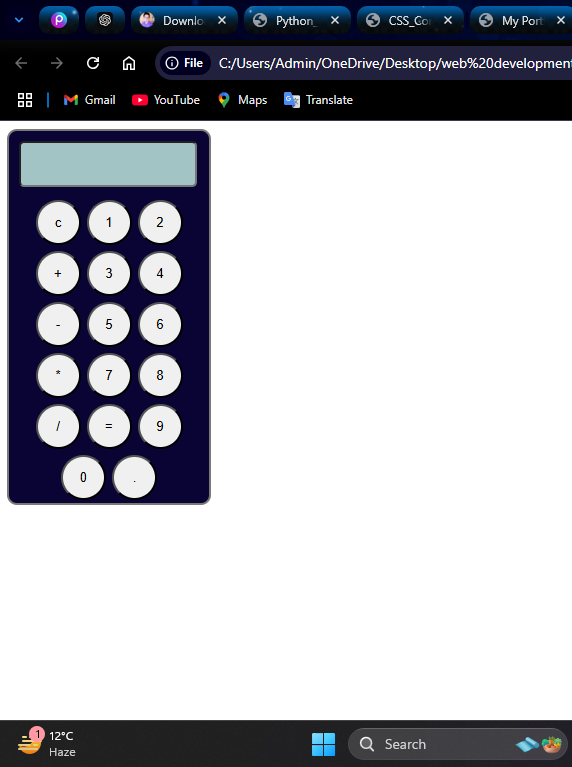 Downlo
Python_
CSS_Co
My Port
File C:/Users/Admin/OneDrive/Desktop/web%20development
Gmail YouTube Maps Translate
c 1 2
+ 3 4
- 5 6
* 7 8
/ = 9
0 .
1
12°C
Haze
Search